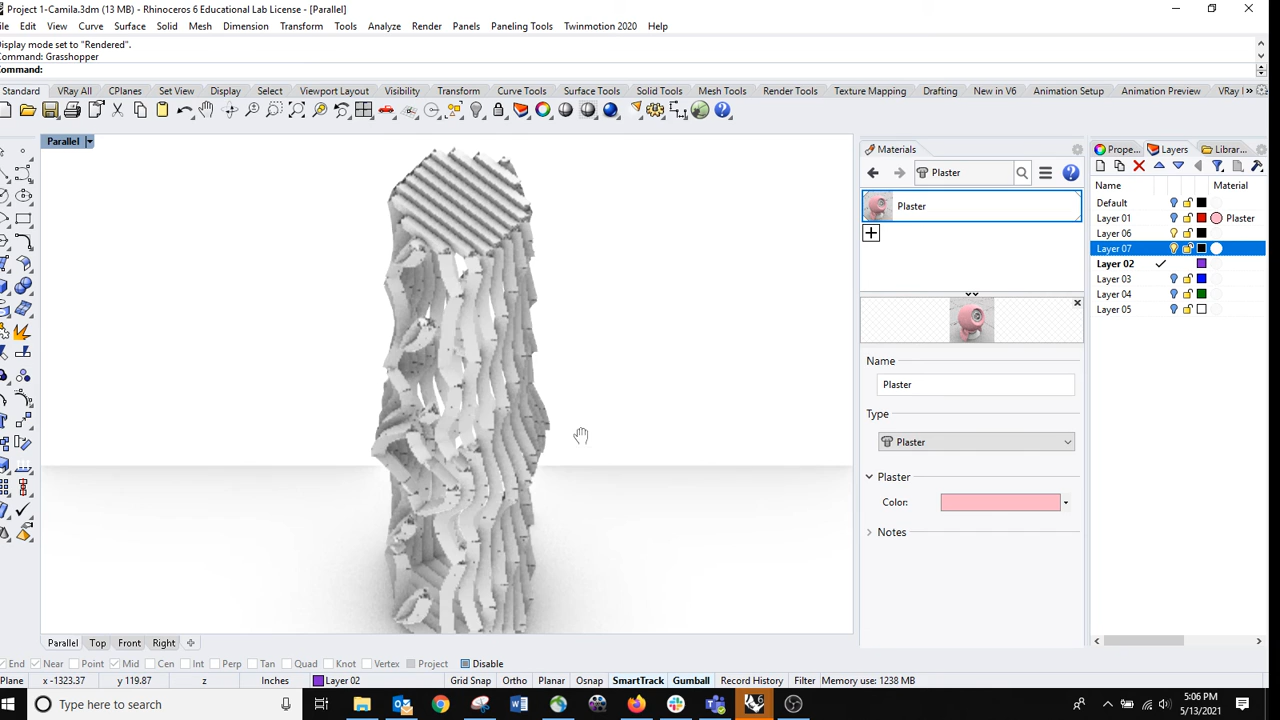 Project 1-Camila.3dm (13 MB) - Rhinoceros 6 Educational Lab License - [Parallel]
ile Edit View Curve Surface Solid Mesh Dimension Transform Tools Analyze Render Panels Paneling Tools Twinmotion 2020 Help
Display mode set to "Rendered".
Command: Grasshopper
Command:
Standard VRay All CPlanes Set View Display Select Viewport Layout Visibility Transform Curve Tools Surface Tools Solid Tools Mesh Tools Render Tools Texture Mapping Drafting New in V6 Animation Setup Animation Preview VRay l »
Parallel
Materials
Prope... Layers Librar...
Plaster
Name Material
Plaster
Default
Layer 01 Plaster
Layer 06
Layer 07
Layer 02
Layer 03
Layer 04
Layer 05
Name
Plaster
Type
Plaster
Plaster
Color:
Notes
Parallel Top Front Right
End Near Point Mid Cen Int Perp Tan Quad Knot Vertex Project Disable
Plane x -1323.37 y 119.87 z Inches Layer 02 Grid Snap Ortho Planar Osnap SmartTrack Gumball Record History Filter Memory use: 1238 MB
Type here to search
5:06 PM
5/13/2021